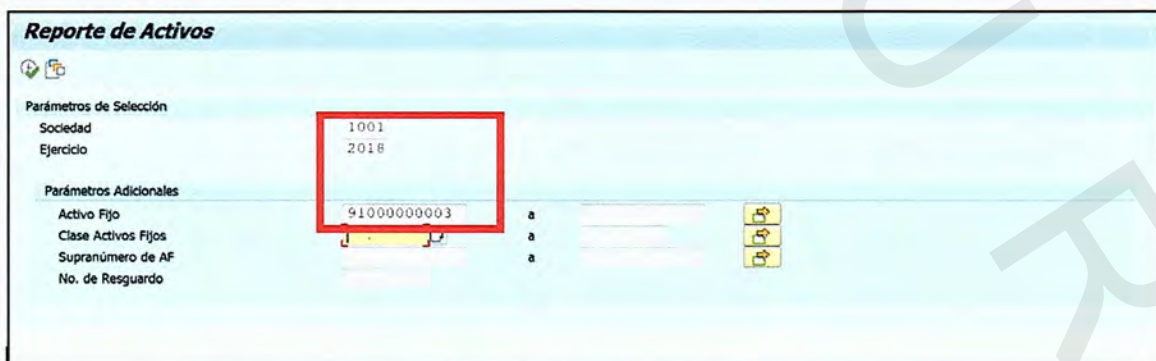 Reporte de Activos
Parámetros de Selección
Sociedad 1001
Ejercicio 2018
Parámetros Adicionales
Activo Fijo 91000000003 a
Clase Activos Fijos a
Supranúmero de AF a
No. de Resguardo